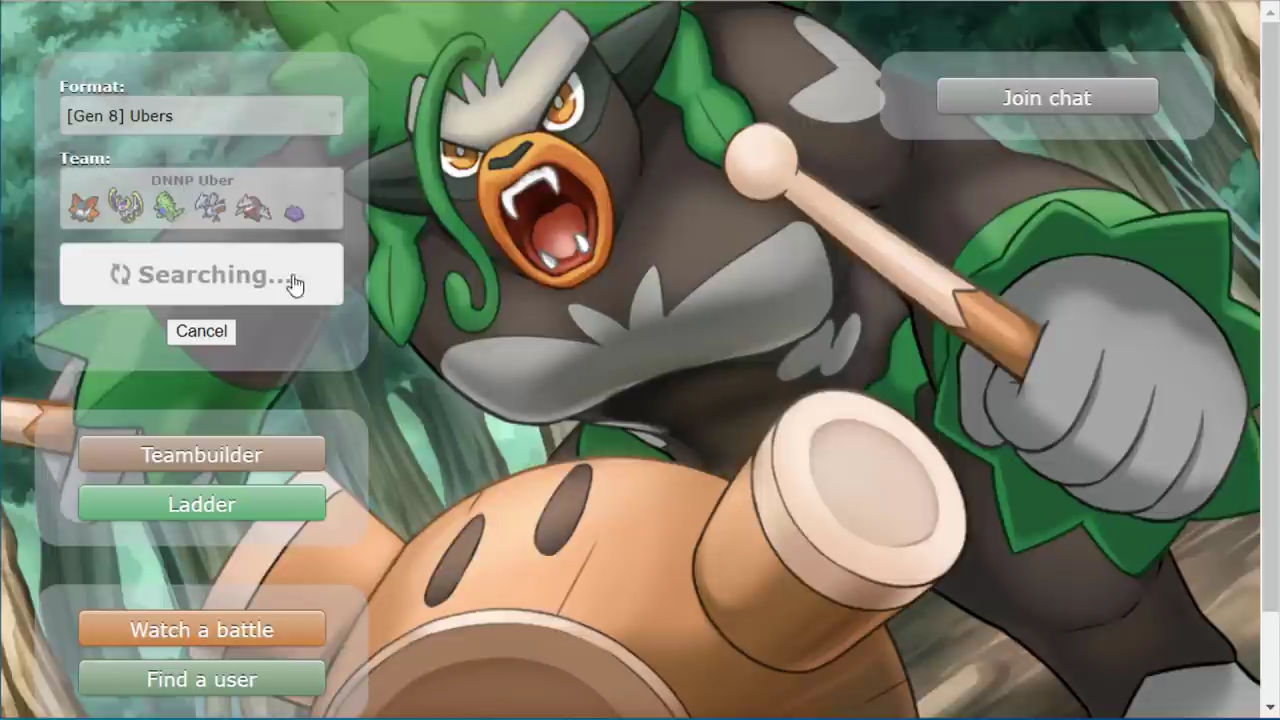 Format:
[Gen 8] Ubers
Team:
DNNP Uber
Searching...
Cancel
Teambuilder
Ladder
Watch a battle
Find a user
Join chat